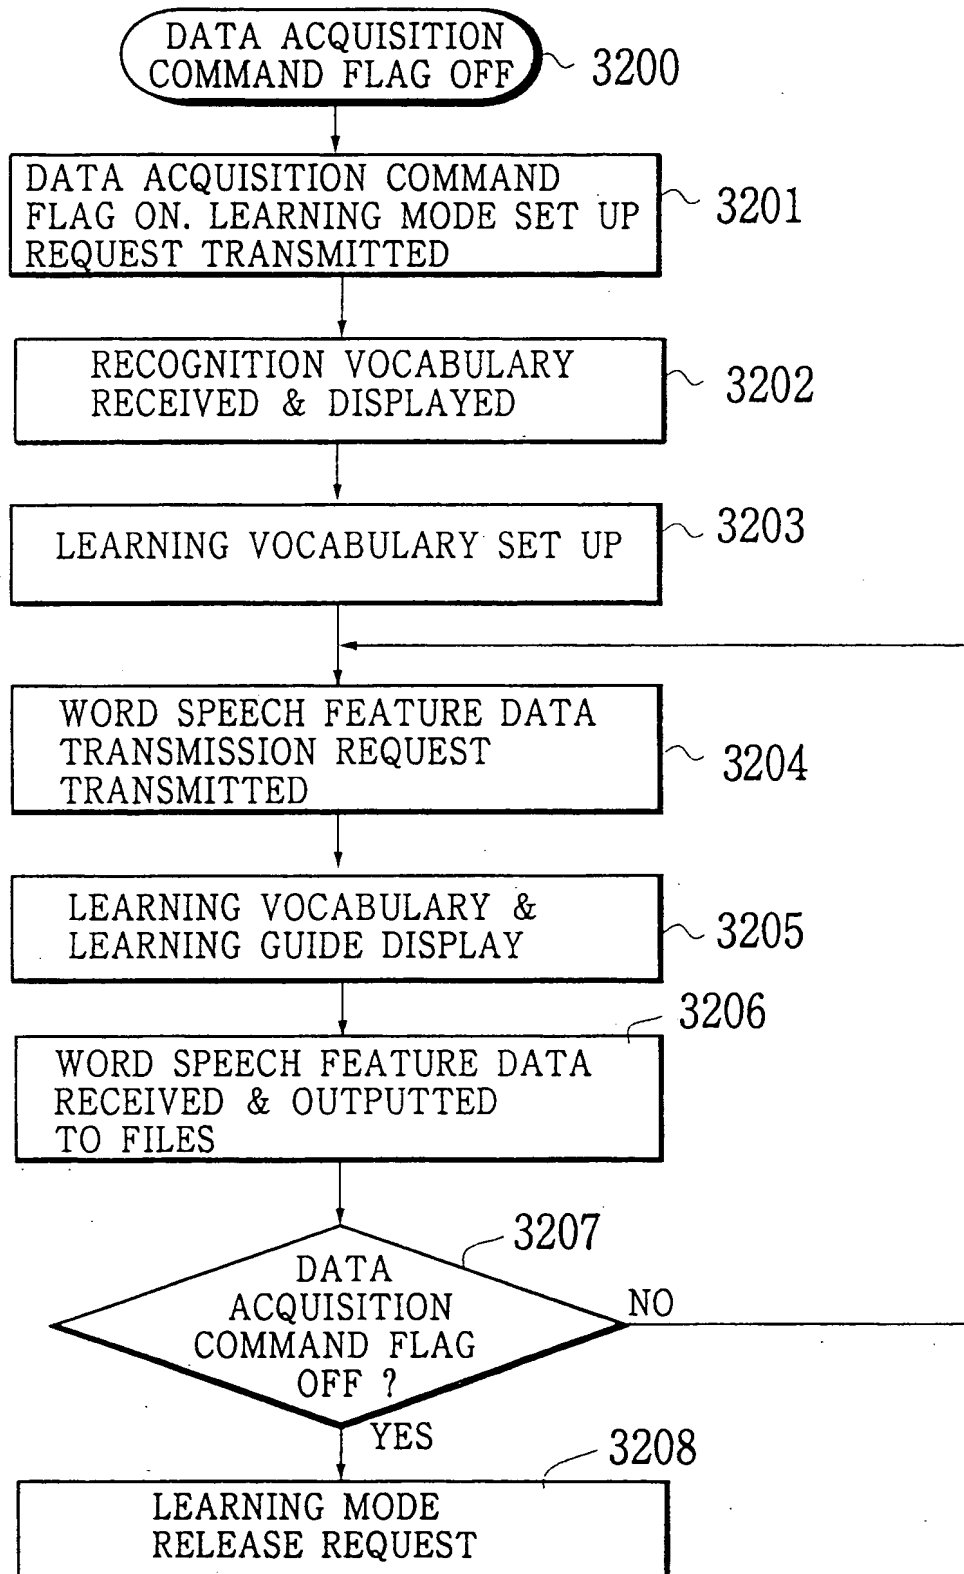 DATA ACQUISITION
COMMAND FLAG OFF
3200
DATA ACQUISITION COMMAND
FLAG ON. LEARNING MODE SET UP
REQUEST TRANSMITTED
3201
RECOGNITION VOCABULARY
RECEIVED & DISPLAYED
3202
LEARNING VOCABULARY SET UP
3203
WORD SPEECH FEATURE DATA
TRANSMISSION REQUEST
TRANSMITTED
3204
LEARNING VOCABULARY &
LEARNING GUIDE DISPLAY
3205
3206
WORD SPEECH FEATURE DATA
RECEIVED & OUTPUTTED
TO FILES
3207
DATA
ACQUISITION
COMMAND FLAG
OFF ?
NO
YES
3208
LEARNING MODE
RELEASE REQUEST